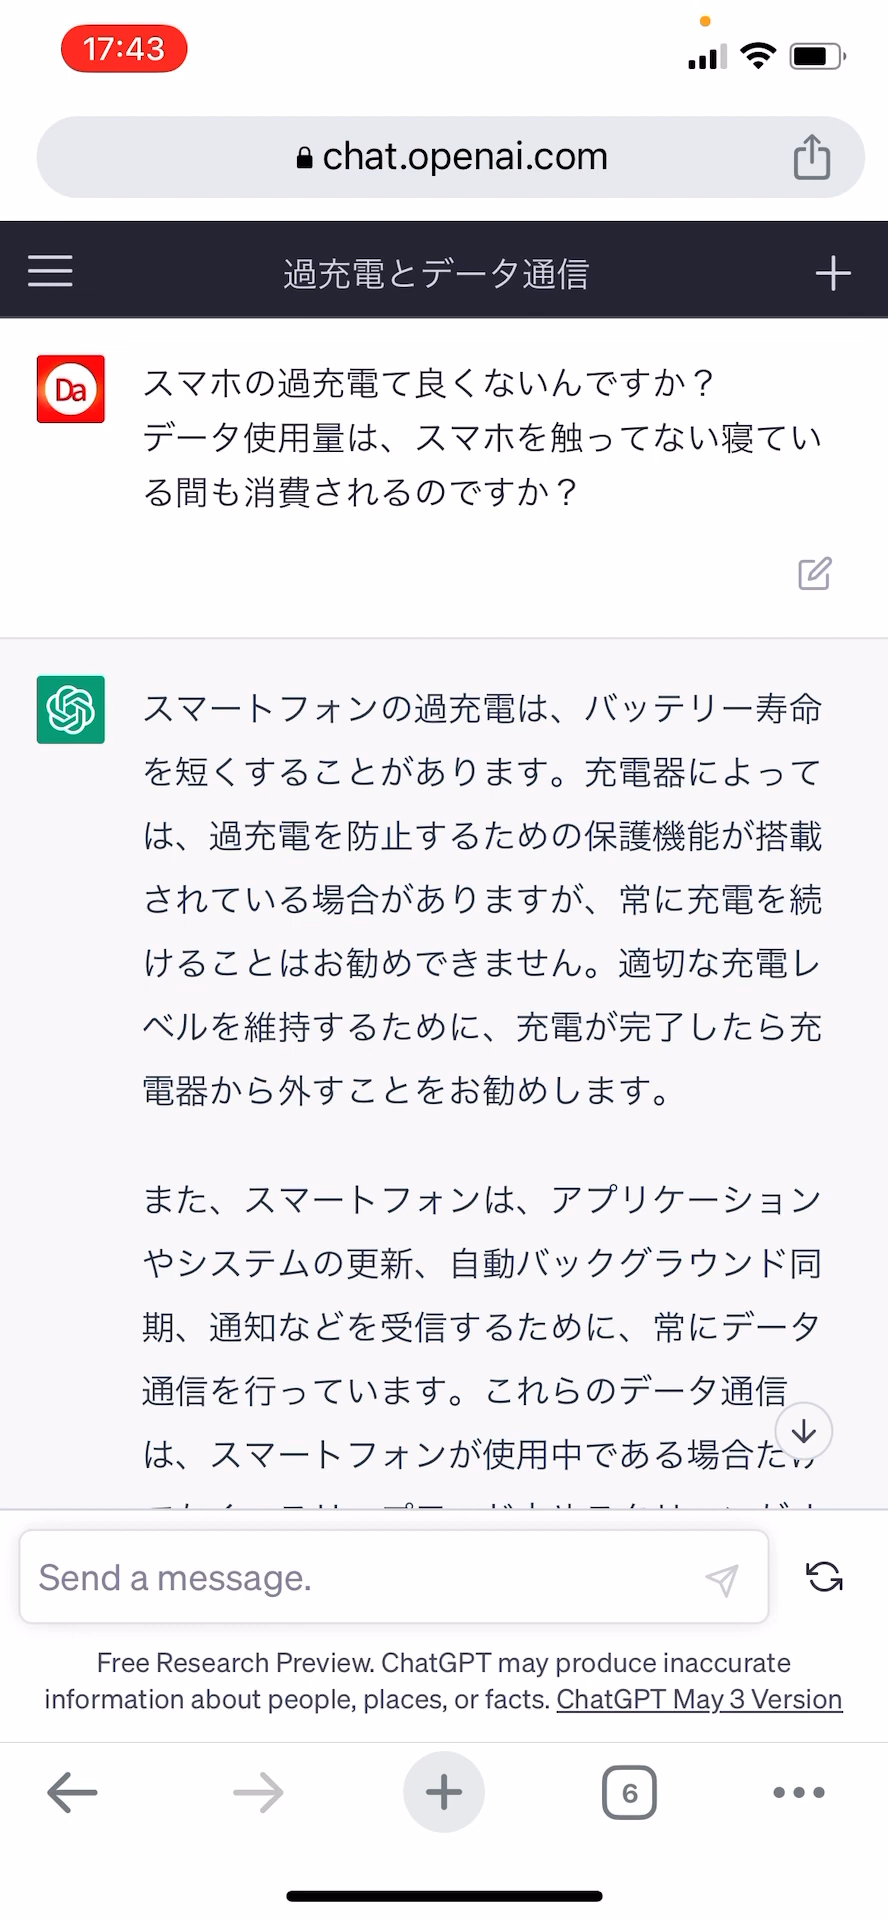 17:43
chat.openai.com
過充電とデータ通信
Da
スマホの過充電て良くないんですか？
データ使用量は、スマホを触ってない寝てい
る間も消費されるのですか？
スマートフォンの過充電は、バッテリー寿命
を短くすることがあります。充電器によって
は、過充電を防止するための保護機能が搭載
されている場合がありますが、常に充電を続
けることはお勧めできません。適切な充電レ
ベルを維持するために、充電が完了したら充
電器から外すことをお勧めします。
また、スマートフォンは、アプリケーション
やシステムの更新、自動バックグラウンド同
期、通知などを受信するために、常にデータ
通信を行っています。これらのデータ通信
は、スマートフォンが使用中である場合だけ
Send a message.
Free Research Preview. ChatGPT may produce inaccurate
information about people, places, or facts. ChatGPT May 3 Version
6